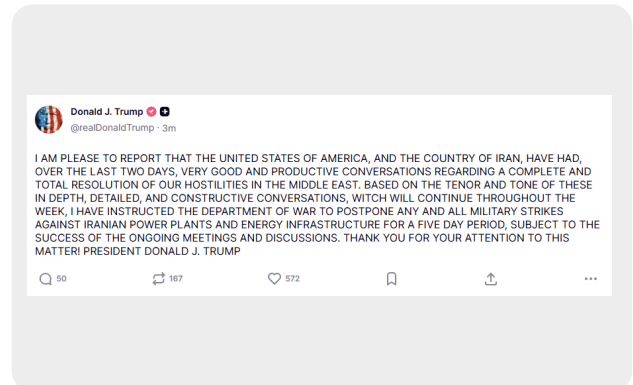 Donald J. Trump
@realDonaldTrump · 3m
I AM PLEASE TO REPORT THAT THE UNITED STATES OF AMERICA, AND THE COUNTRY OF IRAN, HAVE HAD,
OVER THE LAST TWO DAYS, VERY GOOD AND PRODUCTIVE CONVERSATIONS REGARDING A COMPLETE AND
TOTAL RESOLUTION OF OUR HOSTILITIES IN THE MIDDLE EAST. BASED ON THE TENOR AND TONE OF THESE
IN DEPTH, DETAILED, AND CONSTRUCTIVE CONVERSATIONS, WITCH WILL CONTINUE THROUGHOUT THE
WEEK, I HAVE INSTRUCTED THE DEPARTMENT OF WAR TO POSTPONE ANY AND ALL MILITARY STRIKES
AGAINST IRANIAN POWER PLANTS AND ENERGY INFRASTRUCTURE FOR A FIVE DAY PERIOD, SUBJECT TO THE
SUCCESS OF THE ONGOING MEETINGS AND DISCUSSIONS. THANK YOU FOR YOUR ATTENTION TO THIS
MATTER! PRESIDENT DONALD J. TRUMP
50 167 572